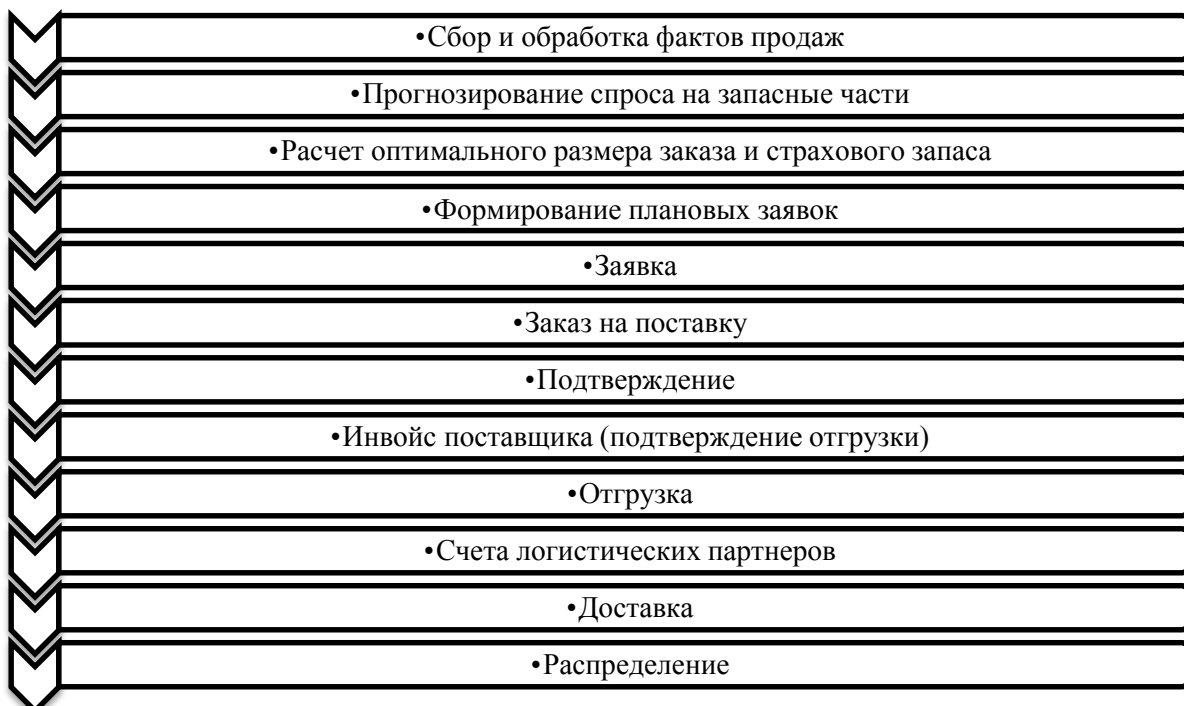 •Сбор и обработка фактов продаж
•Прогнозирование спроса на запасные части
•Расчет оптимального размера заказа и страхового запаса
•Формирование плановых заявок
•Заявка
•Заказ на поставку
•Подтверждение
•Инвойс поставщика (подтверждение отгрузки)
•Отгрузка
•Счета логистических партнеров
•Доставка
•Распределение